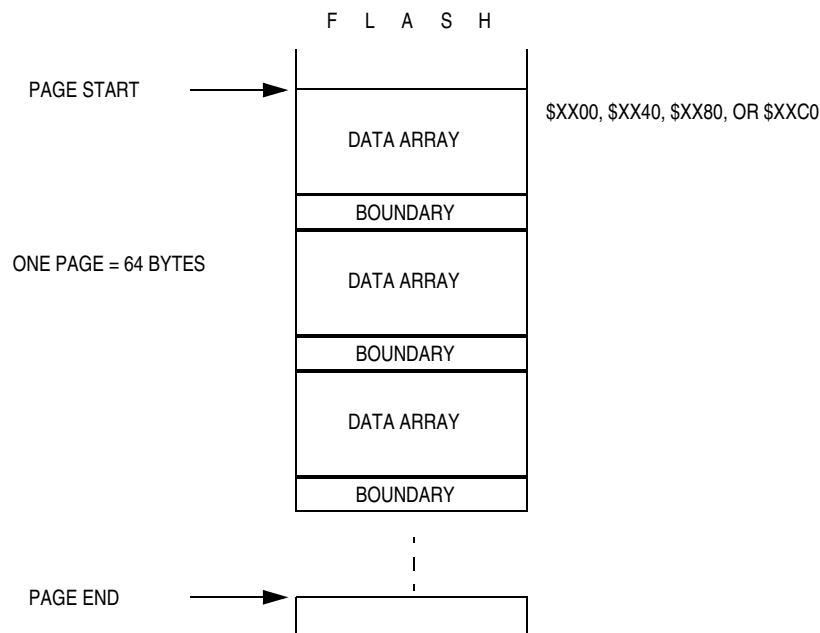 F L A S H
PAGE START
$XX00, $XX40, $XX80, OR $XXC0
DATA ARRAY
BOUNDARY
ONE PAGE = 64 BYTES
DATA ARRAY
BOUNDARY
DATA ARRAY
BOUNDARY
PAGE END